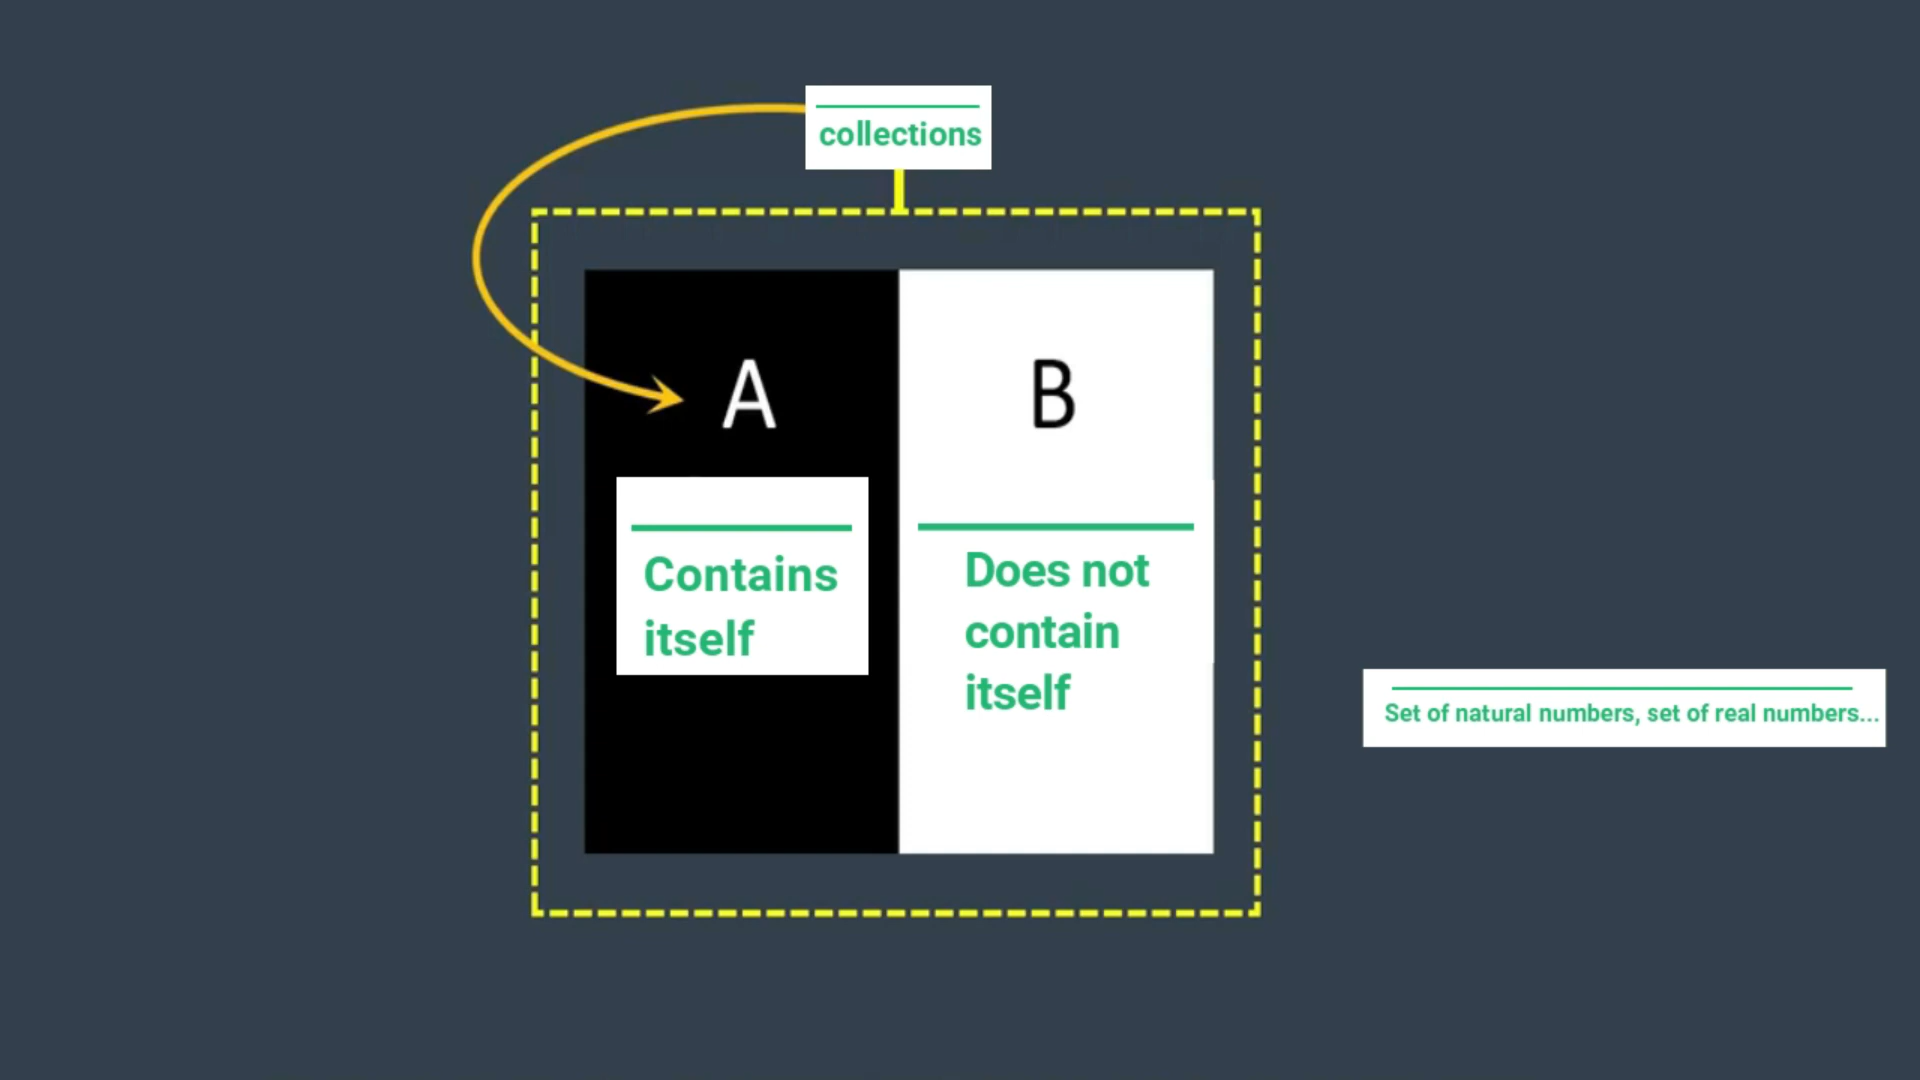 collections
A
B
Contains
itself
Does not
contain
itself
Set of natural numbers, set of real numbers...